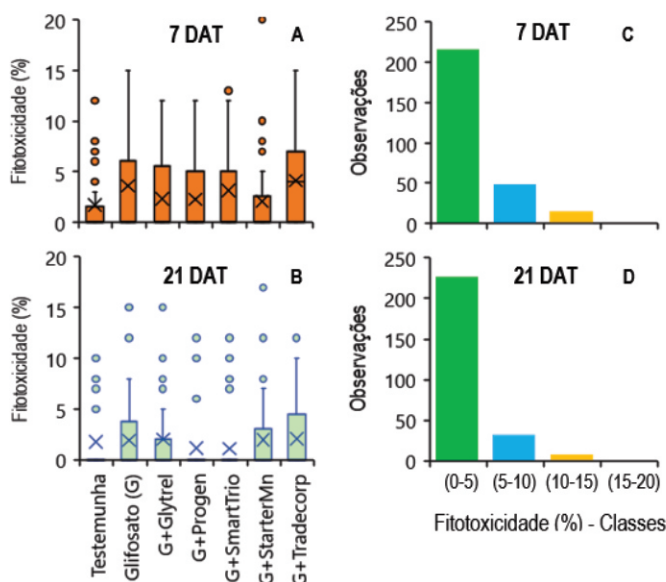 7 DAT
A
Fitotoxicidade (%)
20
15
10
5
0
21 DAT
B
Fitotoxicidade (%)
20
15
10
5
0
Testemunha
Glifosato (G)
G+Glytrel
G+Progen
G+SmartTrio
G+StarterMn
G+Tradecorp
7 DAT
C
Observações
250
200
150
100
50
0
21 DAT
D
Observações
250
200
150
100
50
0
(0-5) (5-10) (10-15) (15-20)
Fitotoxicidade (%) - Classes